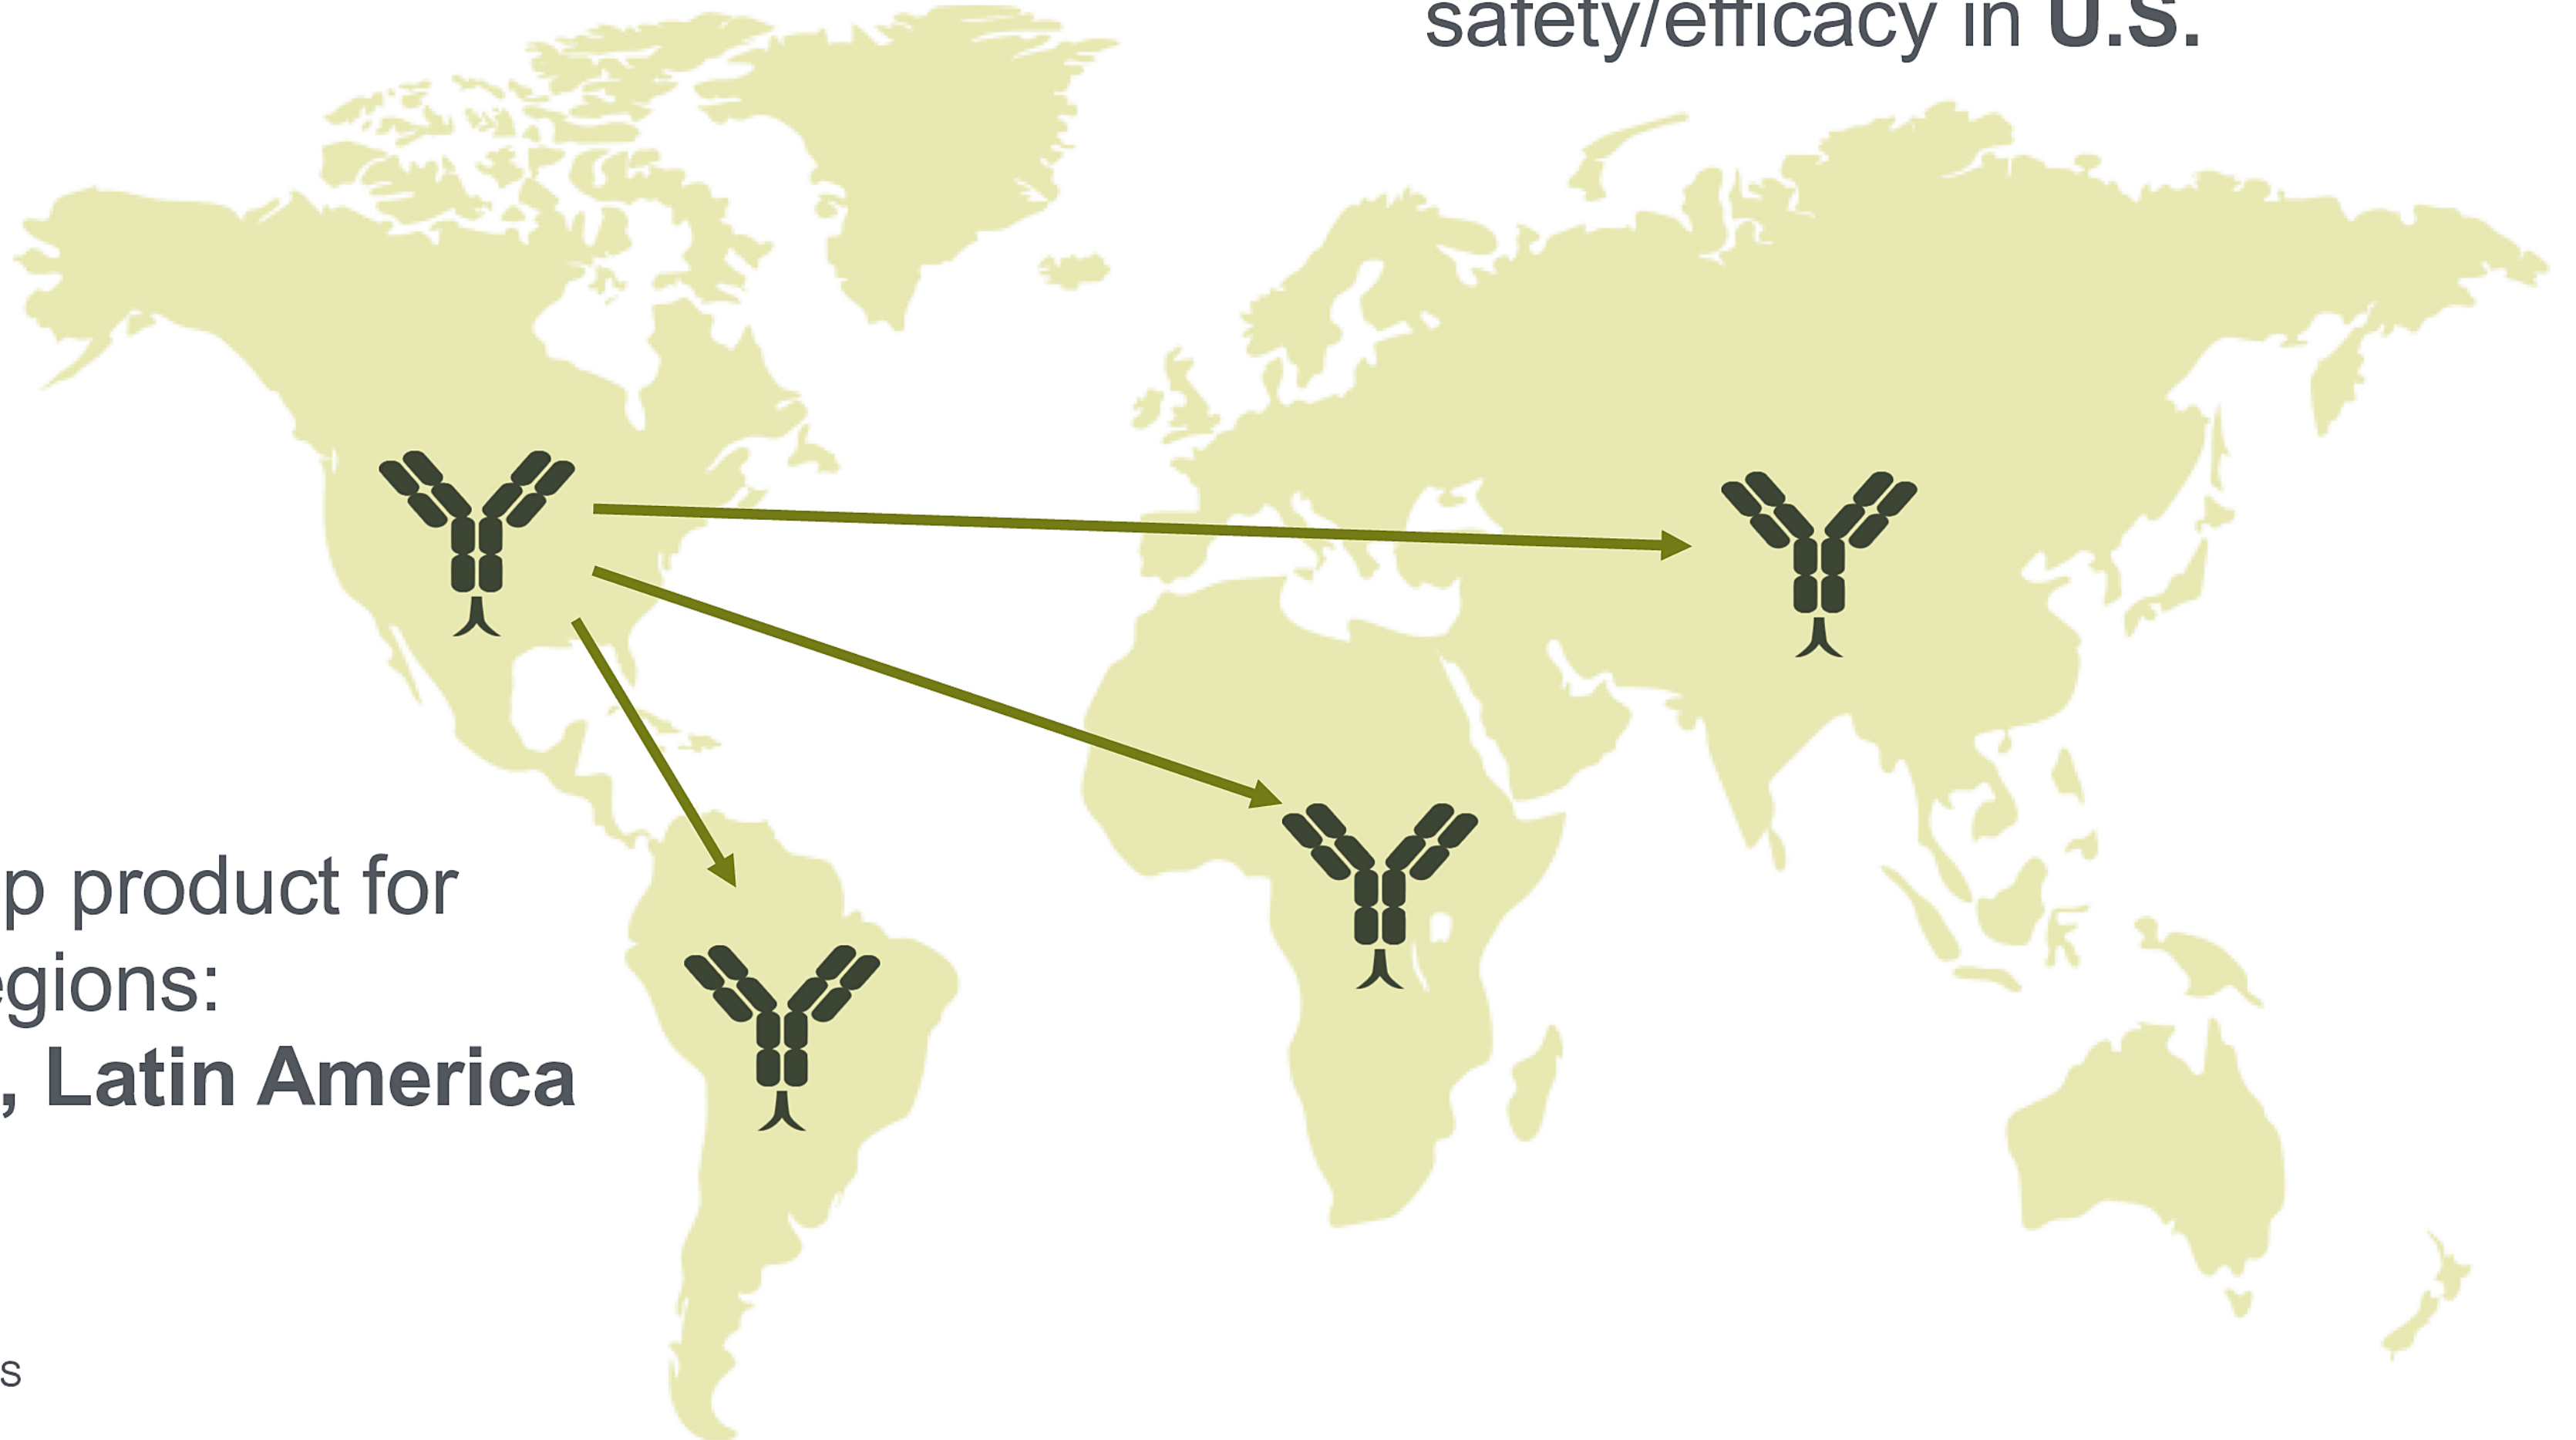 safety/efficacy in U.S.
p product for
egions:
, Latin America
s